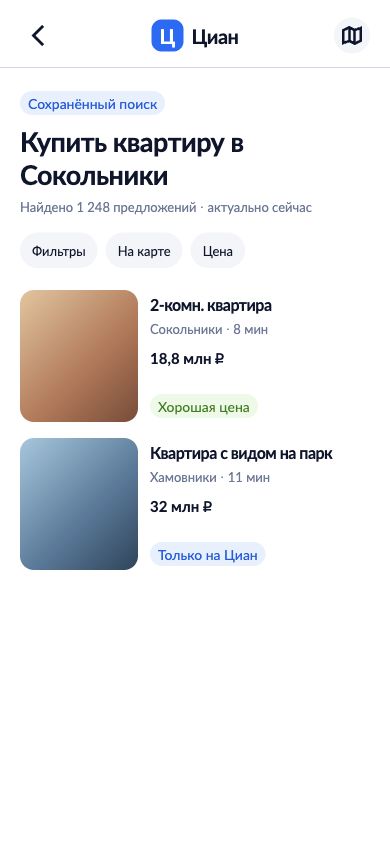 Ц Циан
Сохранённый поиск
Купить квартиру в
Сокольники
Найдено 1 248 предложений · актуально сейчас
Фильтры
На карте
Цена
2-комн. квартира
Сокольники · 8 мин
18,8 млн ₽
Хорошая цена
Квартира с видом на парк
Хамовники · 11 мин
32 млн ₽
Только на Циан